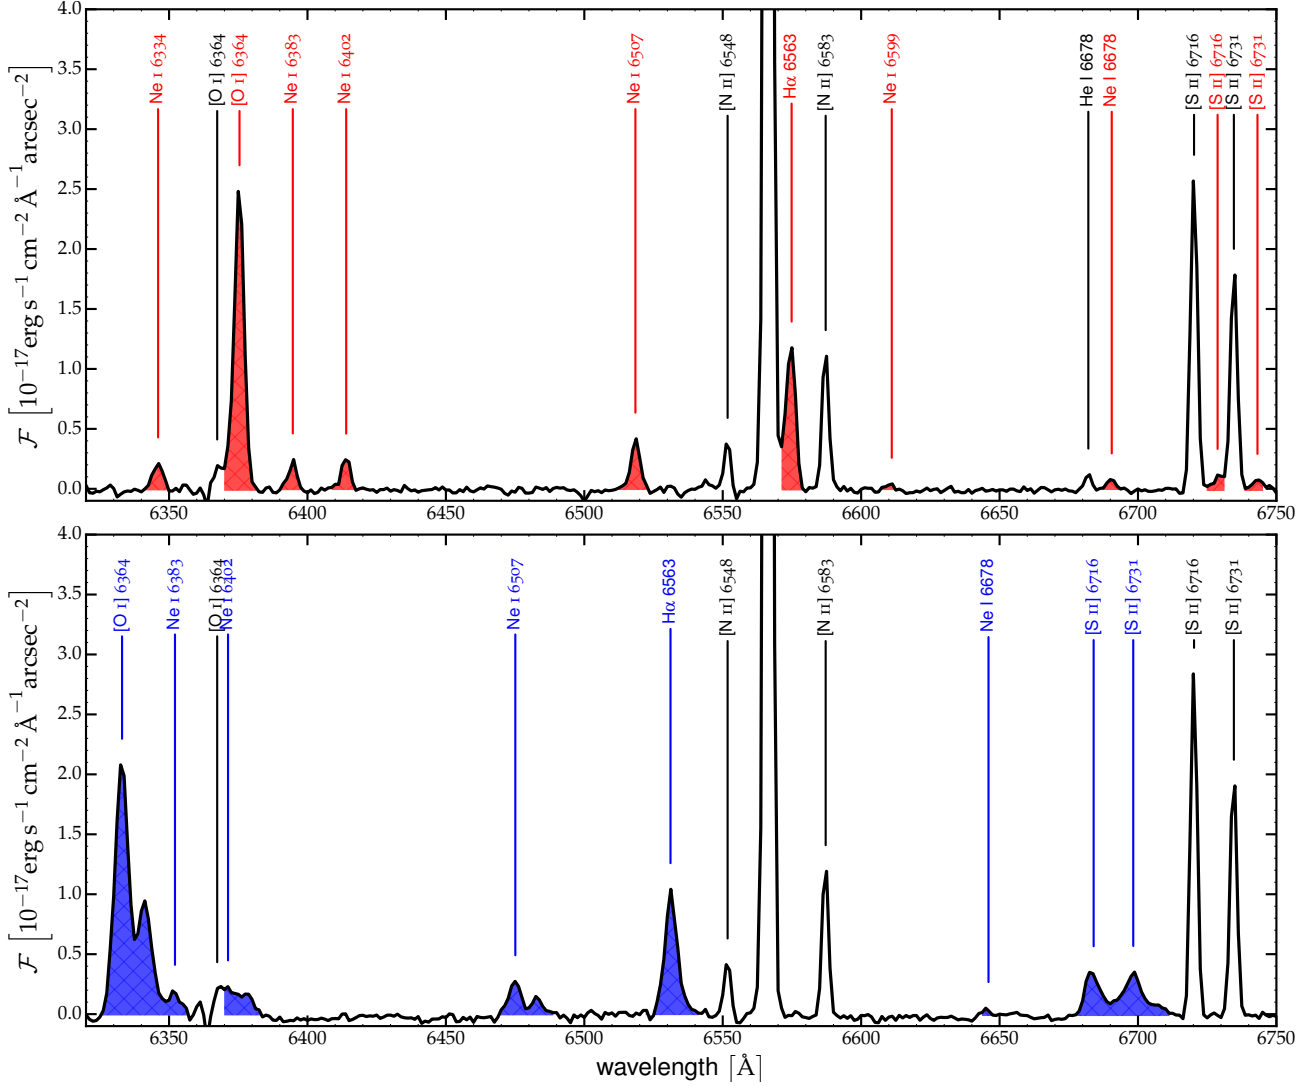 4.0
3.5
3.0
2.5
2.0
1.5
1.0
0.5
0.0
ℱ [10−17erg s−1 cm−2 Å−1arcsec−2]
Ne I 6334
[O I] 6364
[O I] 6364
Ne I 6383
Ne I 6402
Ne I 6507
[N II] 6548
Hα 6563
[N II] 6583
Ne I 6599
He I 6678
Ne I 6678
[S II] 6716
[S II] 6716
[S II] 6731
[S II] 6731
6350 6400 6450 6500 6550 6600 6650 6700 6750
4.0
3.5
3.0
2.5
2.0
1.5
1.0
0.5
0.0
ℱ [10−17erg s−1 cm−2 Å−1arcsec−2]
[O I] 6364
Ne I 6383
[O I] 6364
Ne I 6402
Ne I 6507
[N II] 6548
Hα 6563
[N II] 6583
Ne I 6678
[S II] 6716
[S II] 6731
[S II] 6716
[S II] 6731
6350 6400 6450 6500 6550 6600 6650 6700 6750
wavelength [Å]